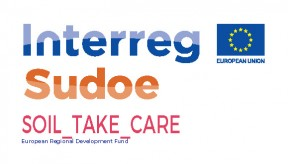 Interreg
EUROPEAN UNION
Sudoe
SOIL_TAKE_CARE
European Regional Development Fund